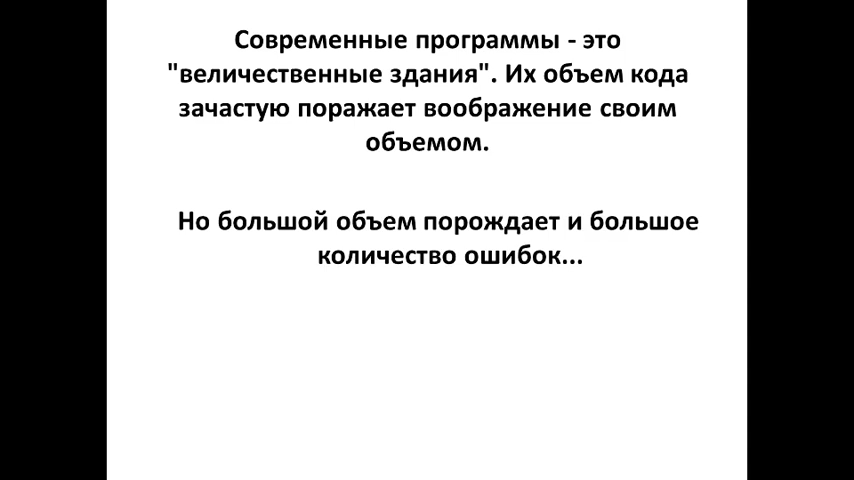 Современные программы - это
"величественные здания". Их объем кода
зачастую поражает воображение своим
объемом.
Но большой объем порождает и большое
количество ошибок...